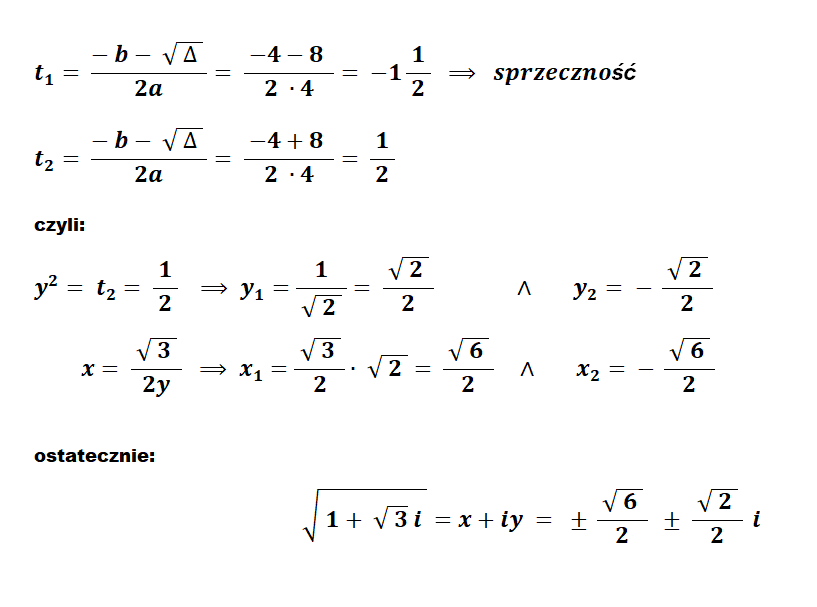 t₁ = (−b − √Δ)/(2a) = (−4 − 8)/(2 ·4) = −1 1/2 ⟹ sprzeczność
t₂ = (−b − √Δ)/(2a) = (−4 + 8)/(2 ·4) = 1/2
czyli:
y² = t₂ = 1/2 ⟹ y₁ = 1/√2 = √2/2 ∧ y₂ = − √2/2
x = √3/(2y) ⟹ x₁ = √3/2 · √2 = √6/2 ∧ x₂ = − √6/2
ostatecznie:
√(1 + √3 i) = x + iy = ± √6/2 ± √2/2 i